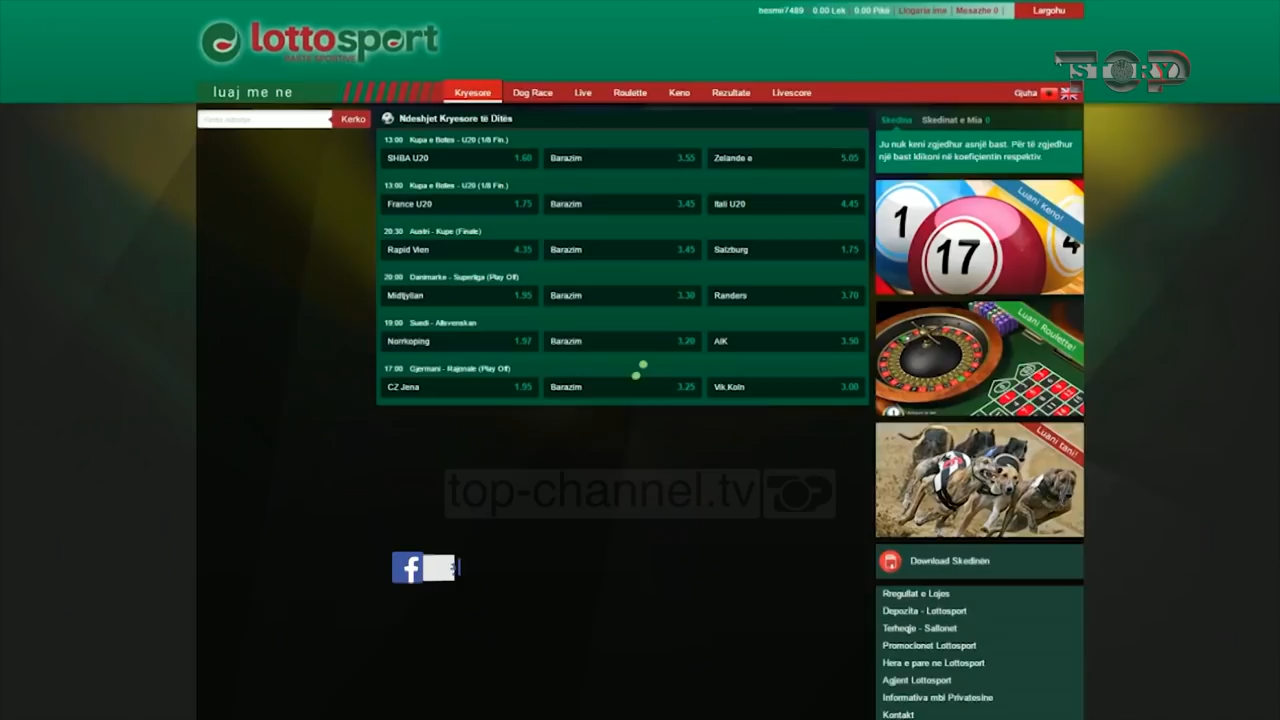 hesmir7489 0.00 Lek 0.00 Pikë Llogaria ime | Mesazhe 0 | Largohu
lottosport
BASTE SPORTIVE
TOP STORY
luaj me ne
Kryesore Dog Race Live Roulette Keno Rezultate Livescore
Gjuha
Kerko
Ndeshjet Kryesore të Ditës
Skedina Skedinat e Mia 0
Ju nuk keni zgjedhur asnjë bast. Për të zgjedhur
një bast klikoni në koefiçientin respektiv.
13:00 Kupa e Botes - U20 (1/8 Fin.)
SHBA U20 1.60 Barazim 3.55 Zelande e 5.05
13:00 Kupa e Botes - U20 (1/8 Fin.)
France U20 1.75 Barazim 3.45 Itali U20 4.45
20:30 Austri - Kupe (Finale)
Rapid Vien 4.35 Barazim 3.45 Salzburg 1.75
20:00 Danimarke - Superliga (Play Off)
Midtjyllan 1.95 Barazim 3.30 Randers 3.70
19:00 Suedi - Allsvenskan
Norrkoping 1.97 Barazim 3.20 AIK 3.50
17:00 Gjermani - Rajonale (Play Off)
CZ Jena 1.95 Barazim 3.25 Vik.Koln 3.00
Luani Keno!
1 17 4
Luani Roulette!
Luani tani!
top-channel.tv TOP
f
Download Skedinën
Rregullat e Lojes
Depozita - Lottosport
Terheqje - Sallonet
Promocionet Lottosport
Hera e pare ne Lottosport
Agjent Lottosport
Informativa mbi Privatesine
Kontakt